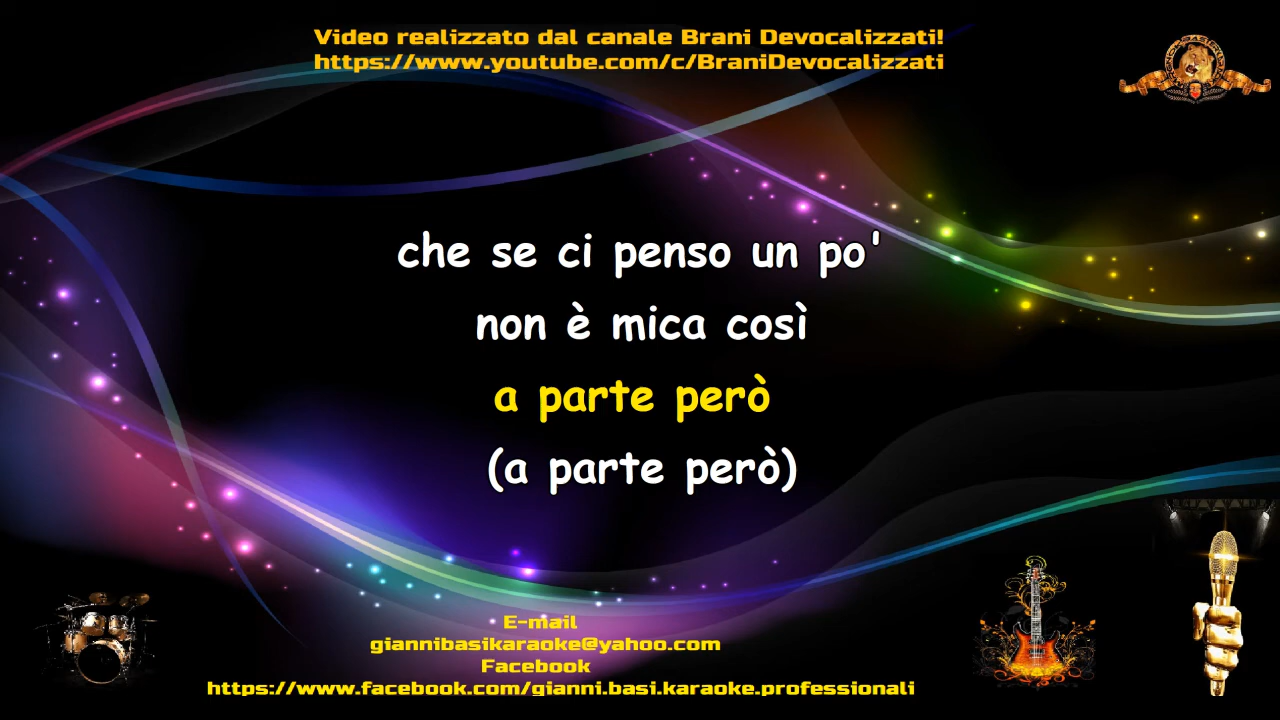 Video realizzato dal canale Brani Devocalizzati!
https://www.youtube.com/c/BraniDevocalizzati
che se ci penso un po'
non è mica così
a parte però
(a parte però)
E-mail
giannibasikaraoke@yahoo.com
Facebook
https://www.facebook.com/gianni.basi.karaoke.professionali